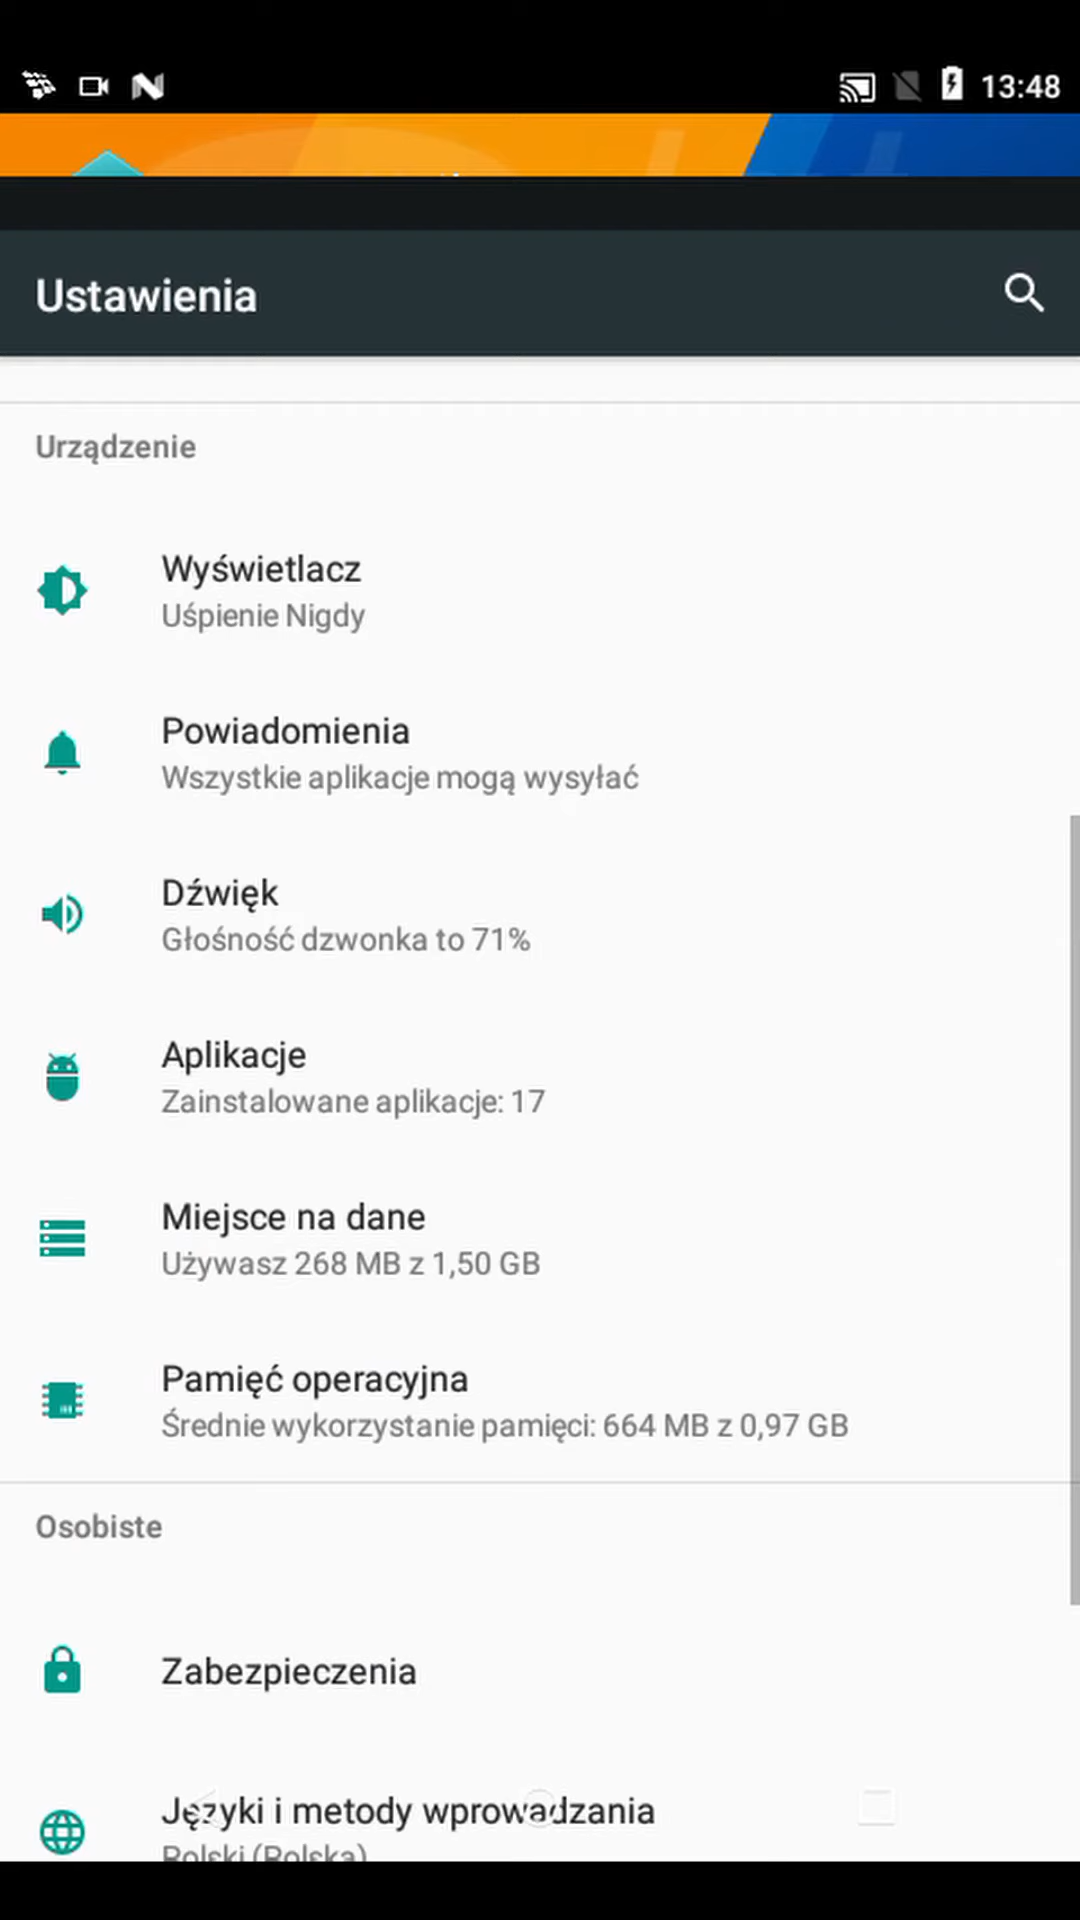 13:48
Ustawienia
Urządzenie
Wyświetlacz
Uśpienie Nigdy
Powiadomienia
Wszystkie aplikacje mogą wysyłać
Dźwięk
Głośność dzwonka to 71%
Aplikacje
Zainstalowane aplikacje: 17
Miejsce na dane
Używasz 268 MB z 1,50 GB
Pamięć operacyjna
Średnie wykorzystanie pamięci: 664 MB z 0,97 GB
Osobiste
Zabezpieczenia
Języki i metody wprowadzania
Polski (Polska)